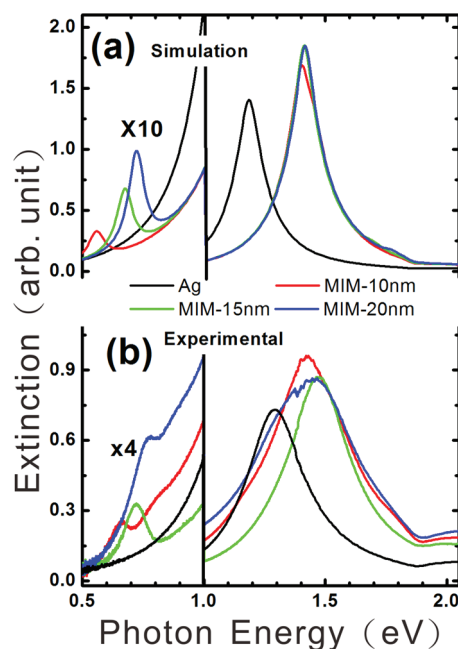 (a) Simulation
X10
2.0
1.5
1.0
0.5
0.0
Ag MIM-10nm
MIM-15nm MIM-20nm
(b) Experimental
x4
0.9
0.6
0.3
0.0
0.5 1.0 1.5 2.0
Photon Energy (eV)
Extinction (arb. unit)